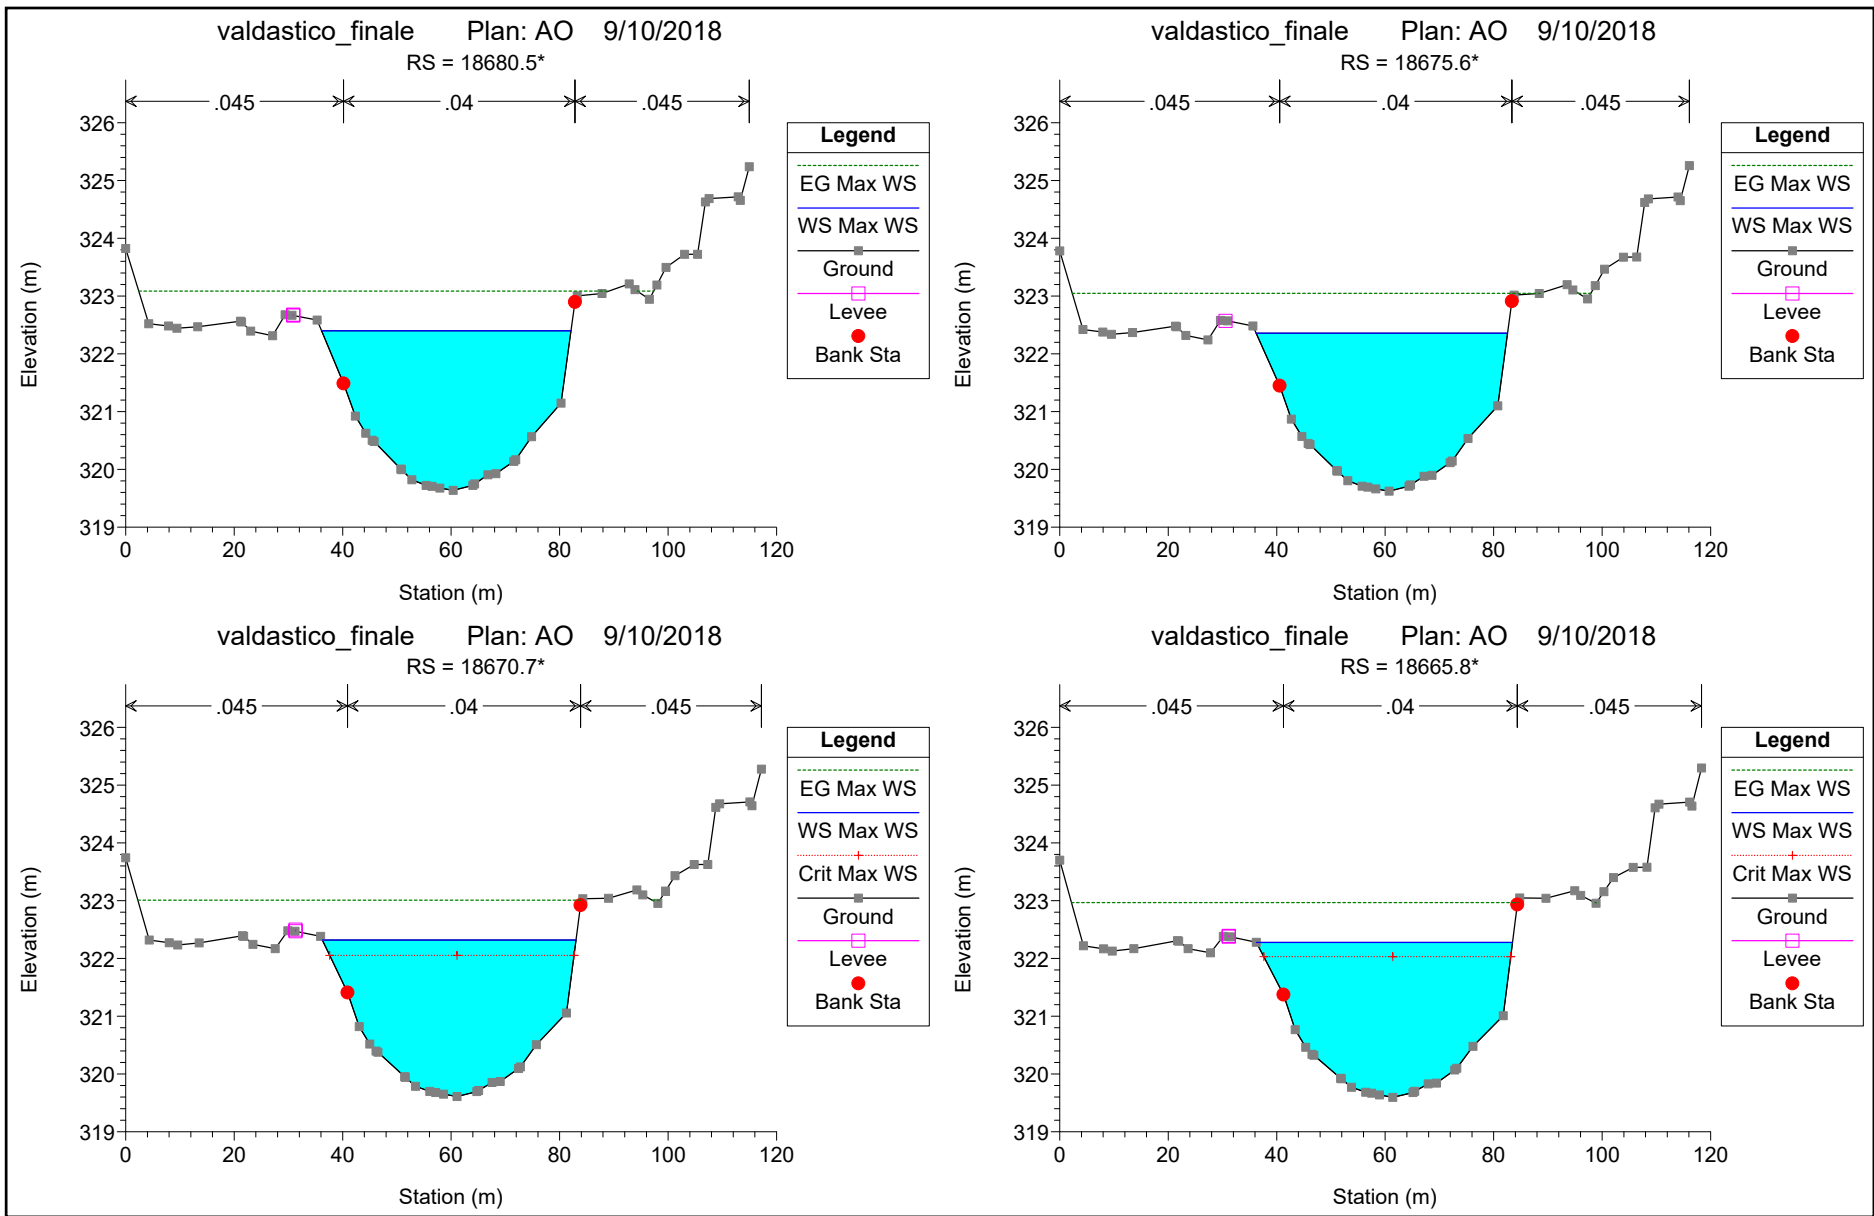 valdastico_finale Plan: AO 9/10/2018
RS = 18680.5*
.045 .04 .045
326
325
324
323
322
321
320
319
0 20 40 60 80 100 120
Elevation (m)
Station (m)
Legend
EG Max WS
WS Max WS
Ground
Levee
Bank Sta
valdastico_finale Plan: AO 9/10/2018
RS = 18675.6*
.045 .04 .045
326
325
324
323
322
321
320
319
0 20 40 60 80 100 120
Elevation (m)
Station (m)
Legend
EG Max WS
WS Max WS
Ground
Levee
Bank Sta
valdastico_finale Plan: AO 9/10/2018
RS = 18670.7*
.045 .04 .045
326
325
324
323
322
321
320
319
0 20 40 60 80 100 120
Elevation (m)
Station (m)
Legend
EG Max WS
WS Max WS
Crit Max WS
Ground
Levee
Bank Sta
valdastico_finale Plan: AO 9/10/2018
RS = 18665.8*
.045 .04 .045
326
325
324
323
322
321
320
319
0 20 40 60 80 100 120
Elevation (m)
Station (m)
Legend
EG Max WS
WS Max WS
Crit Max WS
Ground
Levee
Bank Sta